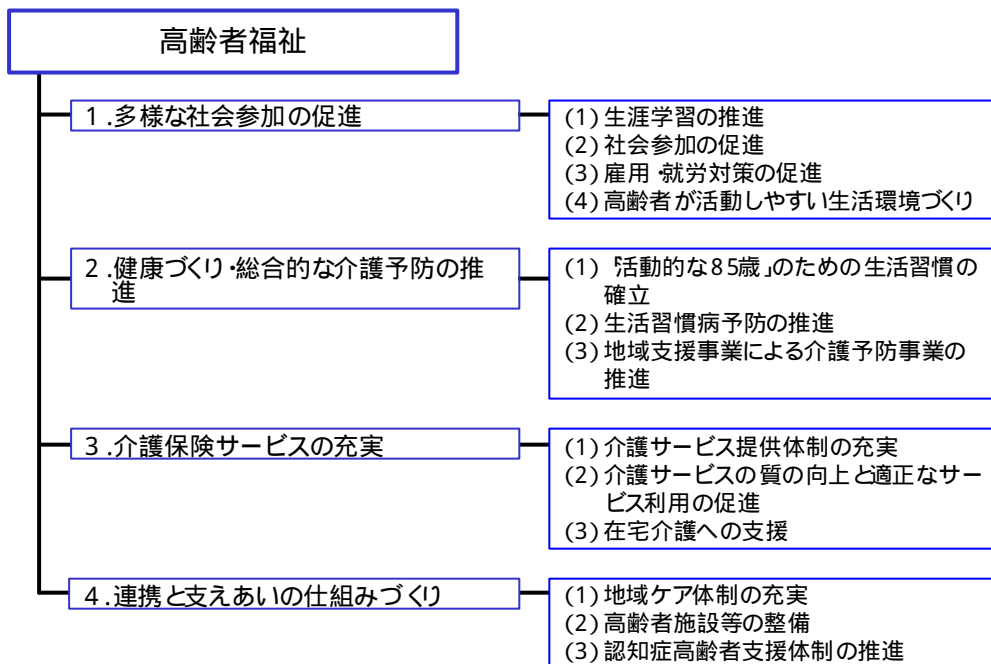 高齢者福祉
1.多様な社会参加の促進
(1) 生涯学習の推進
(2) 社会参加の促進
(3) 雇用・就労対策の促進
(4) 高齢者が活動しやすい生活環境づくり
2.健康づくり・総合的な介護予防の推
進
(1) 「活動的な85歳」のための生活習慣の
確立
(2) 生活習慣病予防の推進
(3) 地域支援事業による介護予防事業の
推進
3.介護保険サービスの充実
(1) 介護サービス提供体制の充実
(2) 介護サービスの質の向上と適正なサー
ビス利用の促進
(3) 在宅介護への支援
4.連携と支えあいの仕組みづくり
(1) 地域ケア体制の充実
(2) 高齢者施設等の整備
(3) 認知症高齢者支援体制の推進